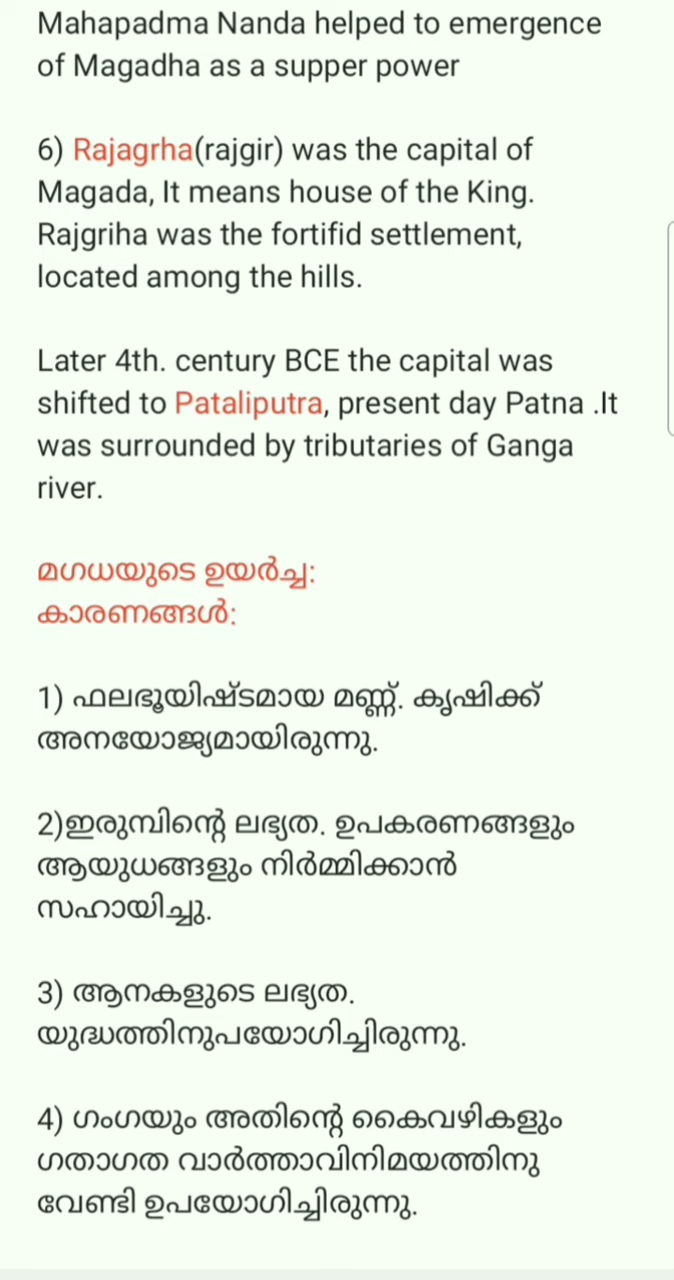 Mahapadma Nanda helped to emergence
of Magadha as a supper power
6) Rajagrha(rajgir) was the capital of
Magada, It means house of the King.
Rajgriha was the fortifid settlement,
located among the hills.
Later 4th. century BCE the capital was
shifted to Pataliputra, present day Patna .It
was surrounded by tributaries of Ganga
river.
മഗധയുടെ ഉയർച്ച:
കാരണങ്ങൾ:
1) ഫലഭൂയിഷ്ടമായ മണ്ണ്. കൃഷിക്ക്
അനയോജ്യമായിരുന്നു.
2)ഇരുമ്പിന്റെ ലഭ്യത. ഉപകരണങ്ങളും
ആയുധങ്ങളും നിർമ്മിക്കാൻ
സഹായിച്ചു.
3) ആനകളുടെ ലഭ്യത.
യുദ്ധത്തിനുപയോഗിച്ചിരുന്നു.
4) ഗംഗയും അതിന്റെ കൈവഴികളും
ഗതാഗത വാർത്താവിനിമയത്തിനു
വേണ്ടി ഉപയോഗിച്ചിരുന്നു.